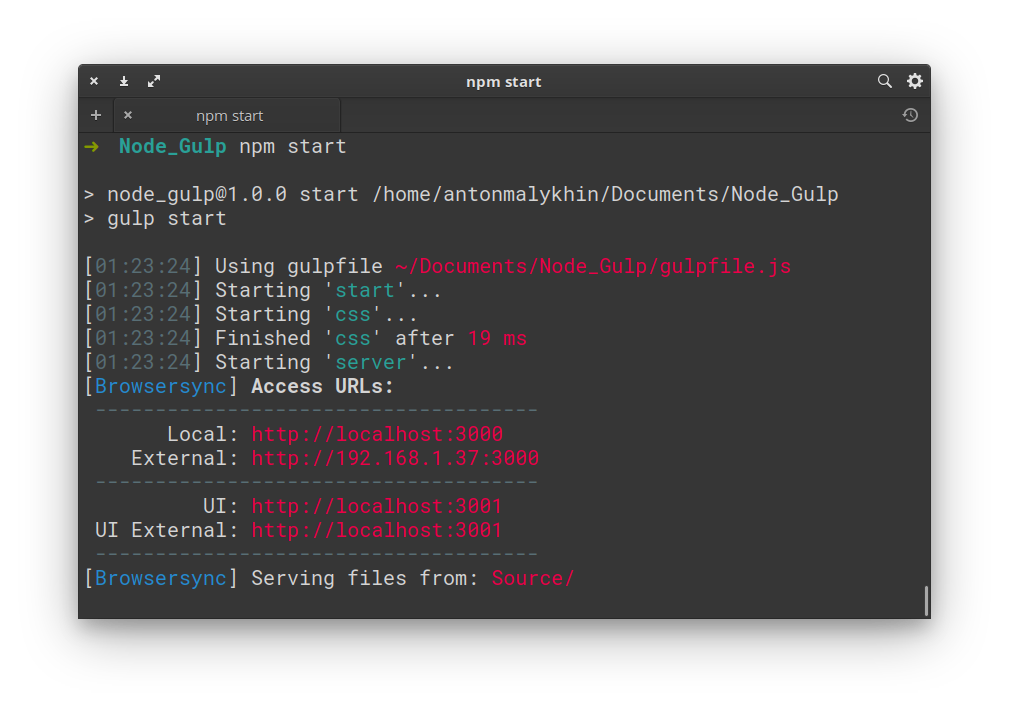 npm start
npm start
➜  Node_Gulp npm start
> node_gulp@1.0.0 start /home/antonmalykhin/Documents/Node_Gulp
> gulp start
[01:23:24] Using gulpfile ~/Documents/Node_Gulp/gulpfile.js
[01:23:24] Starting 'start'...
[01:23:24] Starting 'css'...
[01:23:24] Finished 'css' after 19 ms
[01:23:24] Starting 'server'...
[Browsersync] Access URLs:
-------------------------------------
Local: http://localhost:3000
External: http://192.168.1.37:3000
-------------------------------------
UI: http://localhost:3001
UI External: http://localhost:3001
-------------------------------------
[Browsersync] Serving files from: Source/